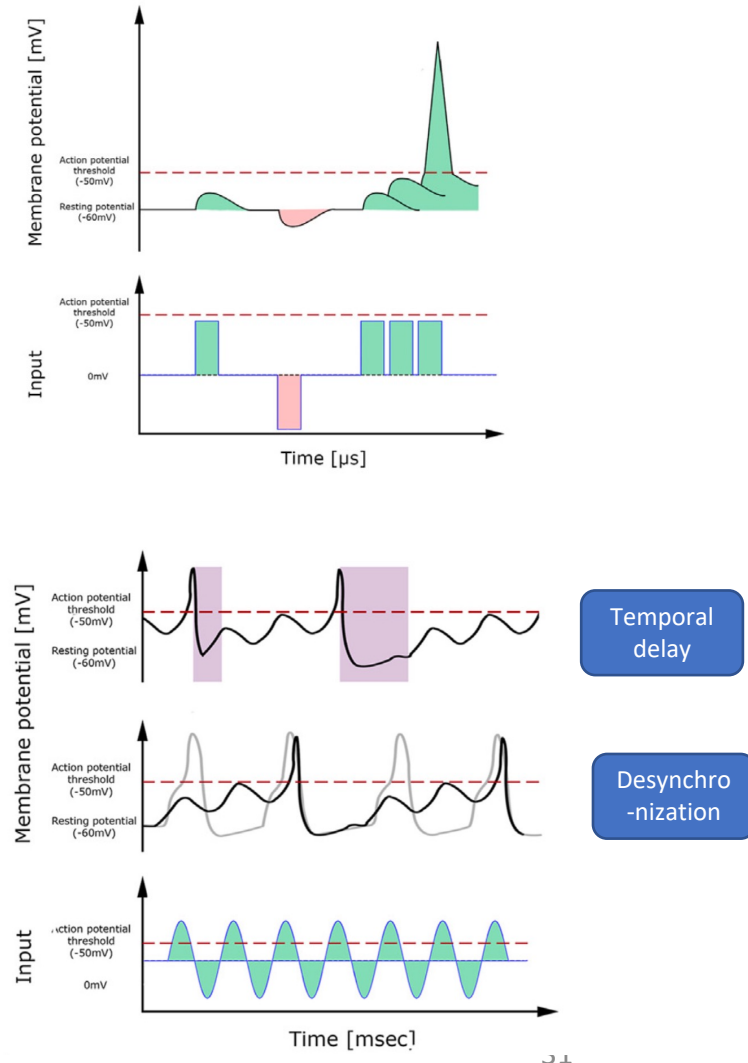 Membrane potential [mV]
Action potential
threshold
(-50mV)
Resting potential
(-60mV)
Input
Action potential
threshold
(-50mV)
0mV
Time [µs]
Membrane potential [mV]
Action potential
threshold
(-50mV)
Resting potential
(-60mV)
Temporal
delay
Action potential
threshold
(-50mV)
Resting potential
(-60mV)
Desynchro
-nization
Input
Action potential
threshold
(-50mV)
0mV
Time [msec]